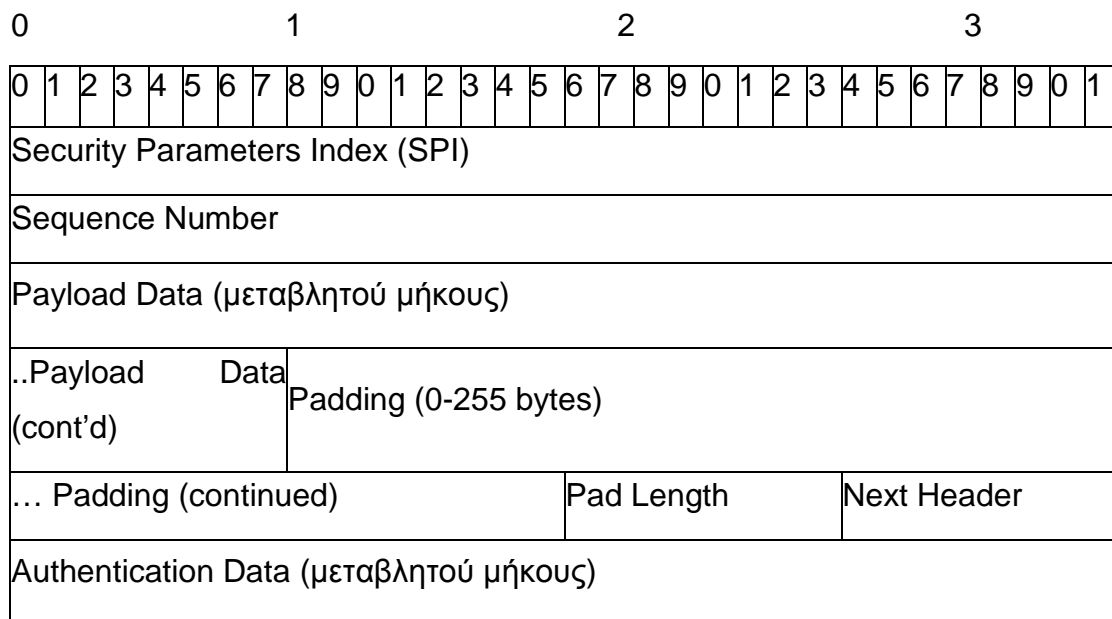 0 1 2 3
0 1 2 3 4 5 6 7 8 9 0 1 2 3 4 5 6 7 8 9 0 1 2 3 4 5 6 7 8 9 0 1
Security Parameters Index (SPI)
Sequence Number
Payload Data (μεταβλητού μήκους)
..Payload Data
(cont’d)
Padding (0-255 bytes)
… Padding (continued) Pad Length Next Header
Authentication Data (μεταβλητού μήκους)